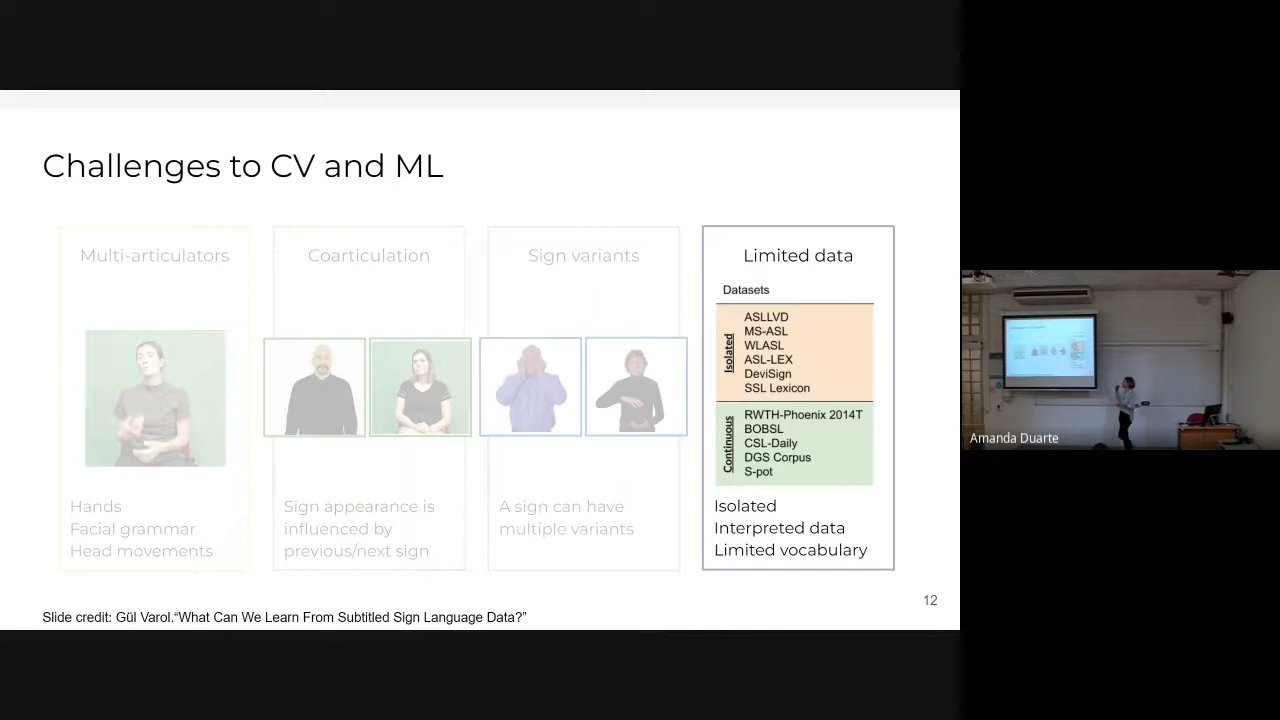 Challenges to CV and ML
Multi-articulators
Hands
Facial grammar
Head movements
Coarticulation
Sign appearance is
influenced by
previous/next sign
Sign variants
A sign can have
multiple variants
Limited data
Datasets
Isolated
ASLLVD
MS-ASL
WLASL
ASL-LEX
DeviSign
SSL Lexicon
Continuous
RWTH-Phoenix 2014T
BOBSL
CSL-Daily
DGS Corpus
S-pot
Isolated
Interpreted data
Limited vocabulary
12
Slide credit: Gül Varol.“What Can We Learn From Subtitled Sign Language Data?”
Amanda Duarte